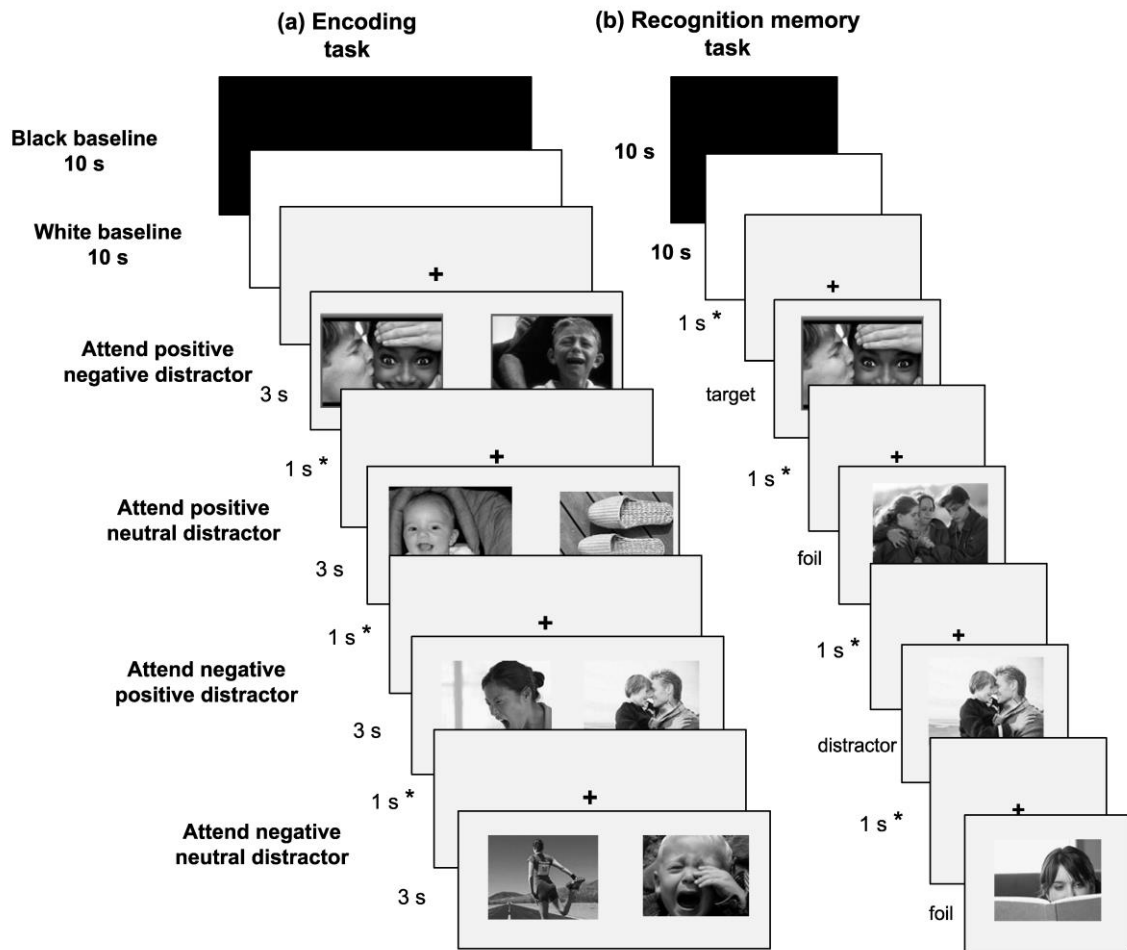 (a) Encoding
task
(b) Recognition memory
task
Black baseline
10 s
White baseline
10 s
+
Attend positive
negative distractor
3 s
1 s *
+
Attend positive
neutral distractor
3 s
1 s *
+
Attend negative
positive distractor
3 s
1 s *
+
Attend negative
neutral distractor
3 s
10 s
10 s
+
1 s *
target
+
1 s *
foil
+
1 s *
distractor
+
1 s *
foil